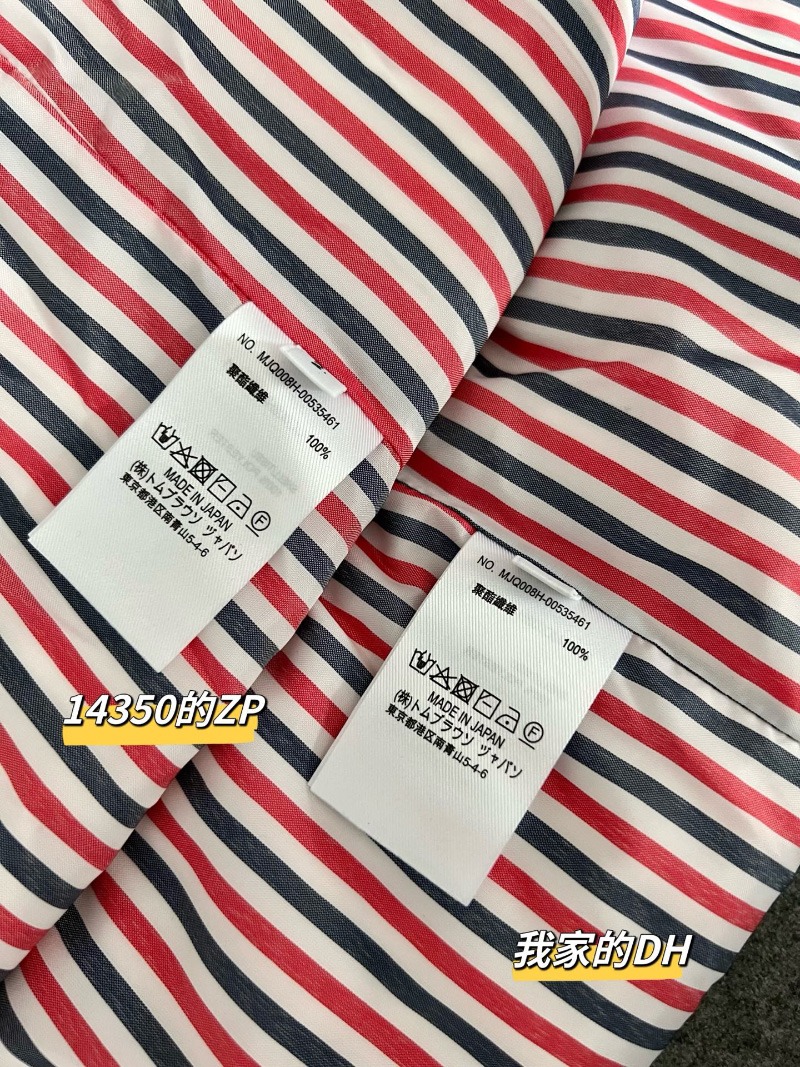 NO. MJQ008H-00535461
聚酯纖維
100%
MADE IN JAPAN
(株)トムブラウン ヅャパン
東京都港区南青山5-4-6
14350的ZP
NO. MJQ008H-00535461
聚酯纖維
100%
MADE IN JAPAN
(株)トムブラウソ ヅャパン
東京都港区南青山5-4-6
我家的DH